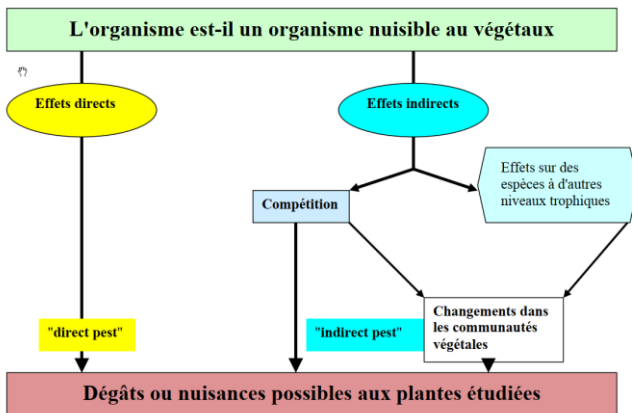 L'organisme est-il un organisme nuisible au végétaux
Effets directs
Effets indirects
Effets sur des
espèces à d'autres
niveaux trophiques
Compétition
"direct pest"
"indirect pest"
Changements dans
les communautés
végétales
Dégâts ou nuisances possibles aux plantes étudiées